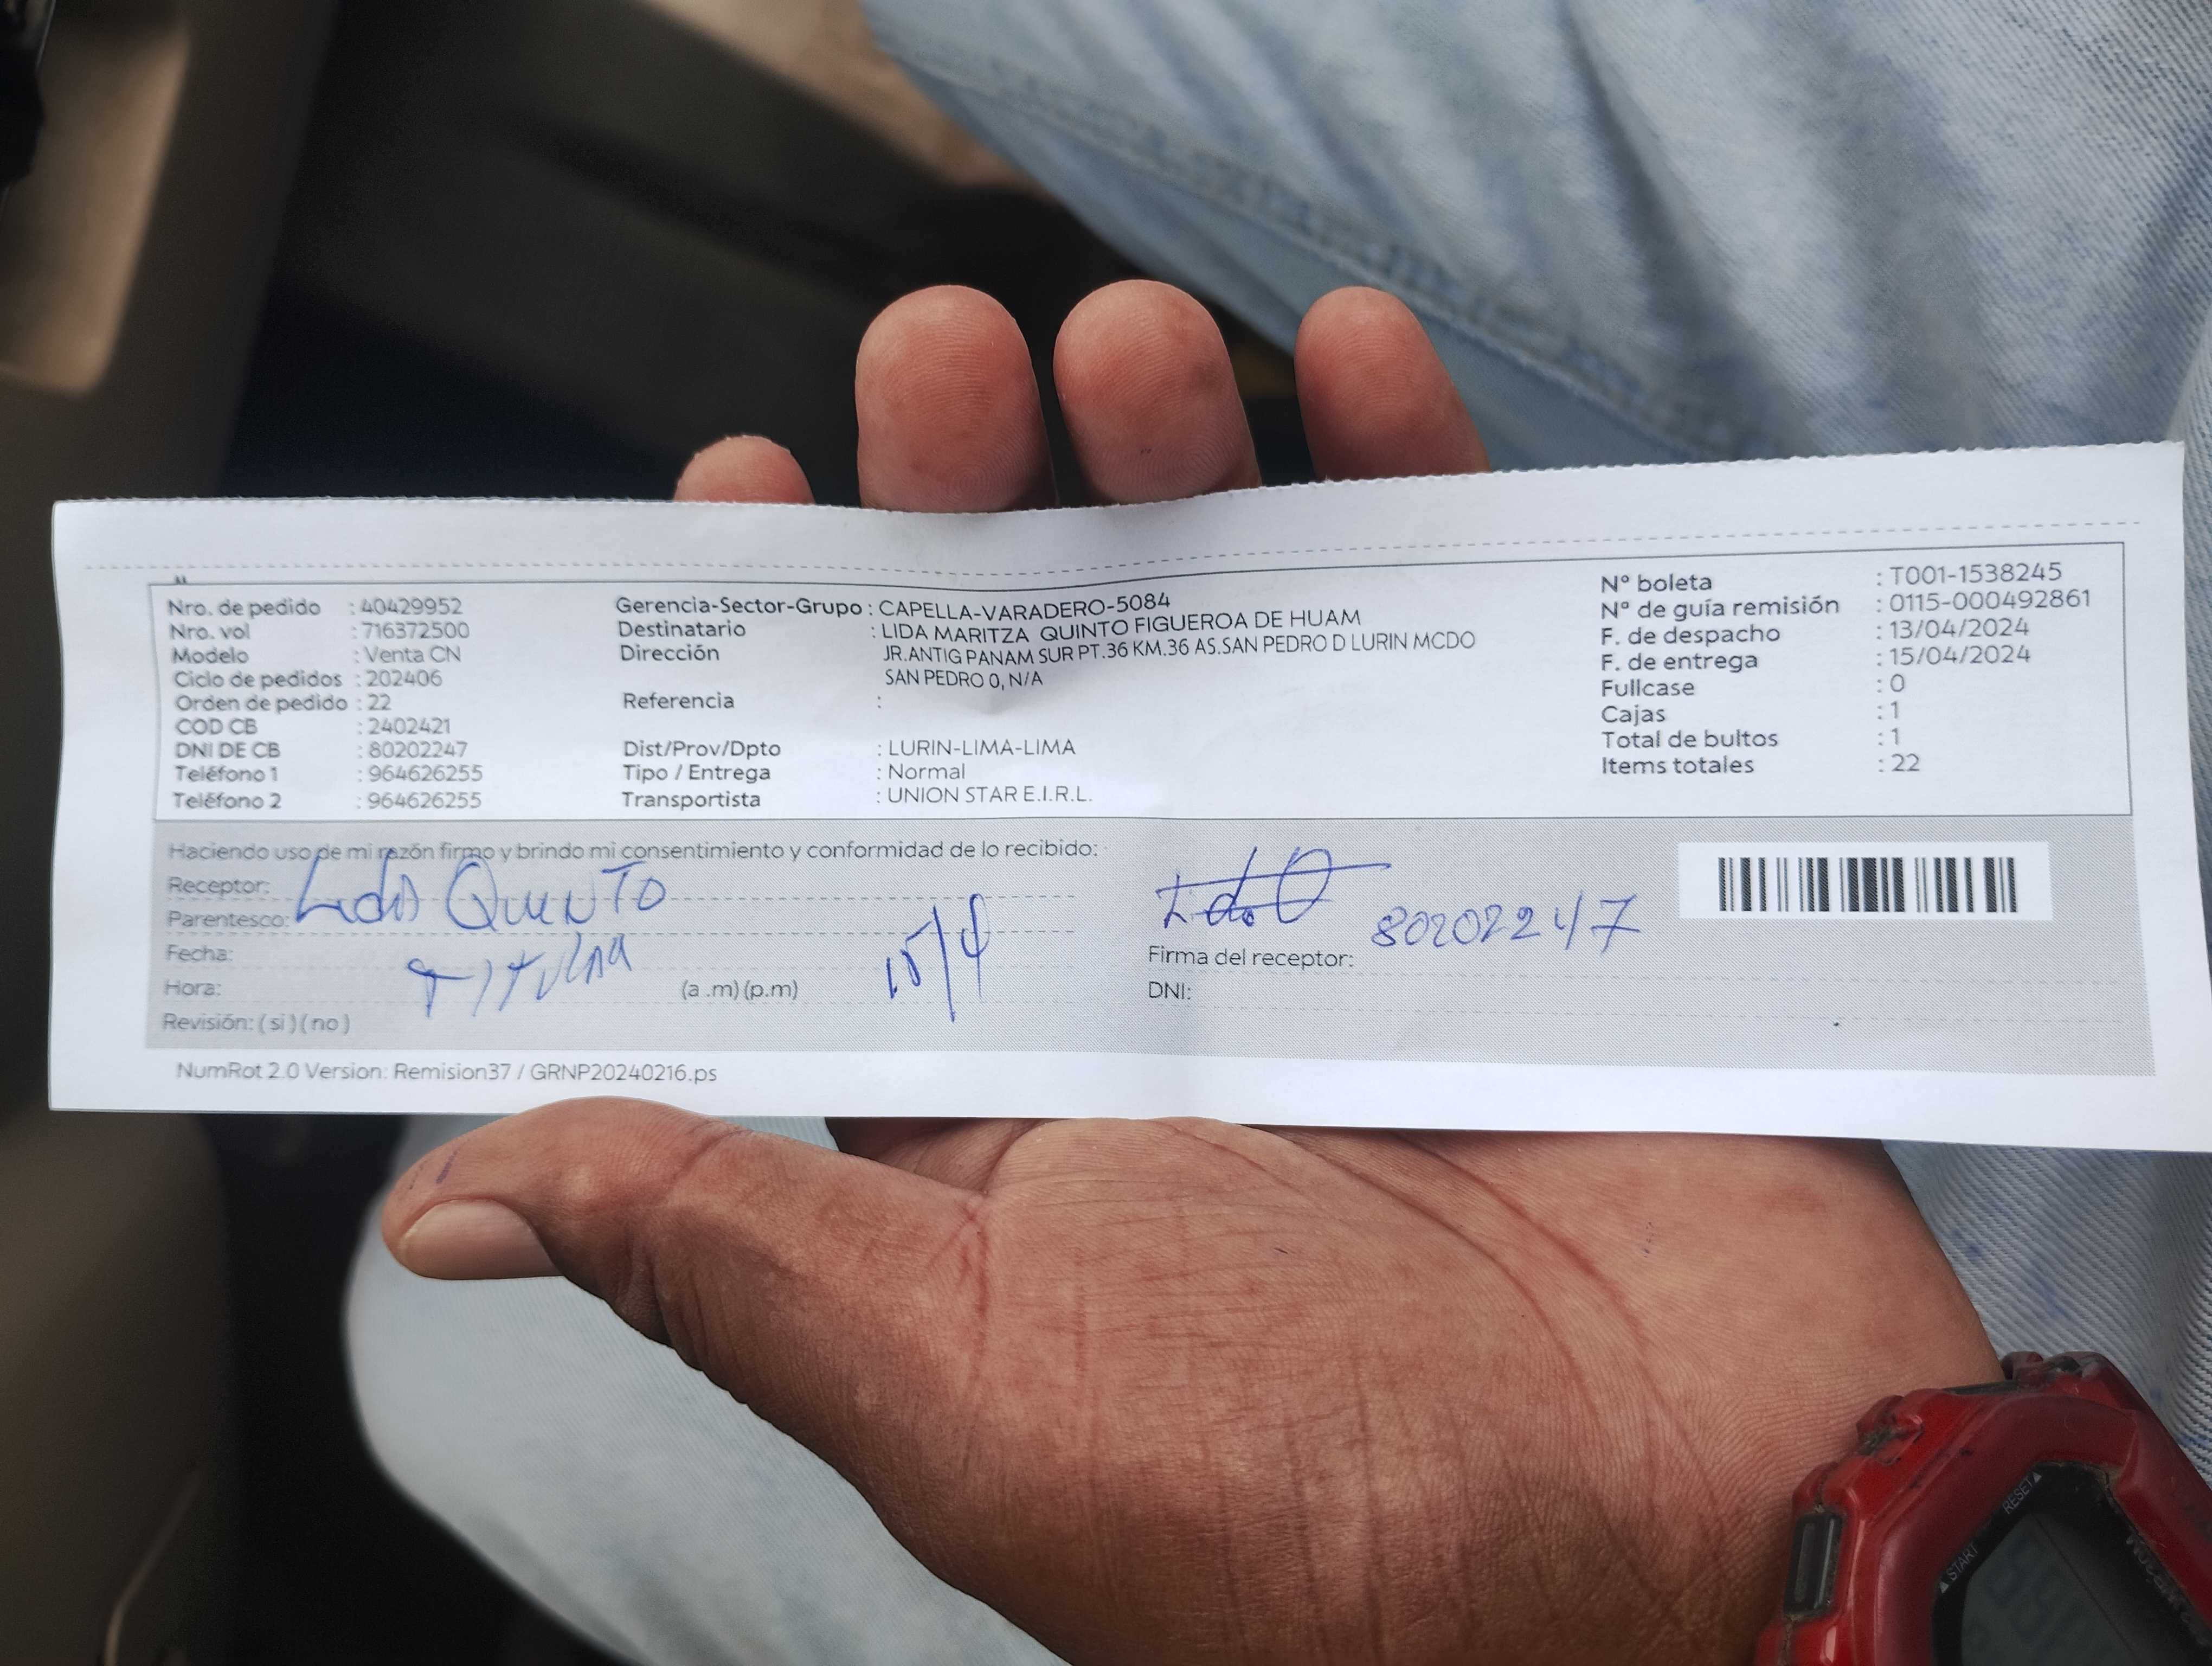 Nro. de pedido : 40429952
Nro. vol : 716372500
Modelo : Venta CN
Ciclo de pedidos : 202406
Orden de pedido : 22
COD CB : 2402421
DNI DE CB : 80202247
Teléfono 1 : 964626255
Teléfono 2 : 964626255
Gerencia-Sector-Grupo : CAPELLA-VARADERO-5084
Destinatario : LIDA MARITZA QUINTO FIGUEROA DE HUAM
Dirección JR.ANTIG PANAM SUR PT.36 KM.36 AS.SAN PEDRO D LURIN MCDO
SAN PEDRO 0, N/A
Referencia :
Dist/Prov/Dpto : LURIN-LIMA-LIMA
Tipo / Entrega : Normal
Transportista : UNION STAR E.I.R.L.
N° boleta : T001-1538245
N° de guía remisión : 0115-000492861
F. de despacho : 13/04/2024
F. de entrega : 15/04/2024
Fullcase : 0
Cajas : 1
Total de bultos : 1
Items totales : 22
Haciendo uso de mi razón firmo y brindo mi consentimiento y conformidad de lo recibido:
Receptor: Lida QUINTO
Parentesco:
Fecha: Titular 15/4
Hora: (a .m) (p.m)
Revisión: ( si ) ( no )
80202247
Firma del receptor:
DNI:
NumRot 2.0 Version: Remision37 / GRNP20240216.ps
RESET
START